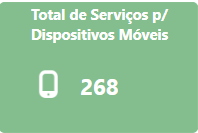 Total de Serviços p/
Dispositivos Móveis
268